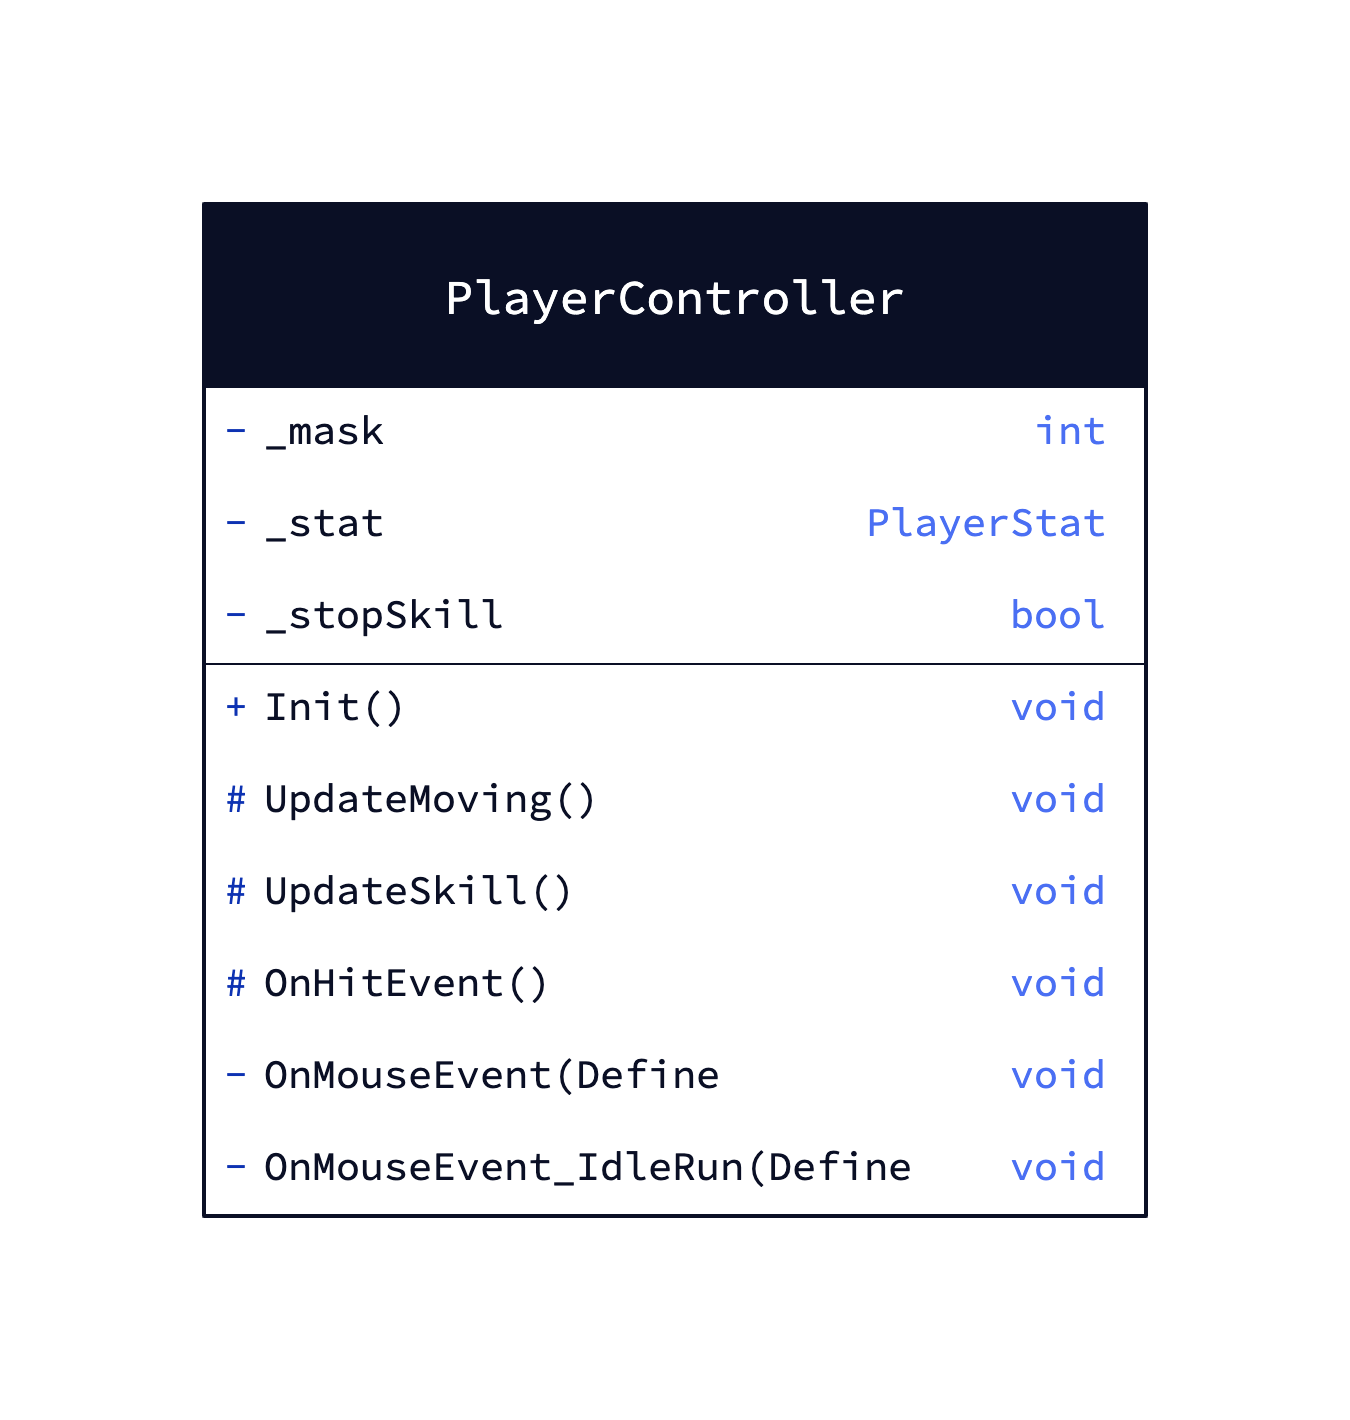 PlayerController
- _mask int
- _stat PlayerStat
- _stopSkill bool
+ Init() void
# UpdateMoving() void
# UpdateSkill() void
# OnHitEvent() void
- OnMouseEvent(Define void
- OnMouseEvent_IdleRun(Define void